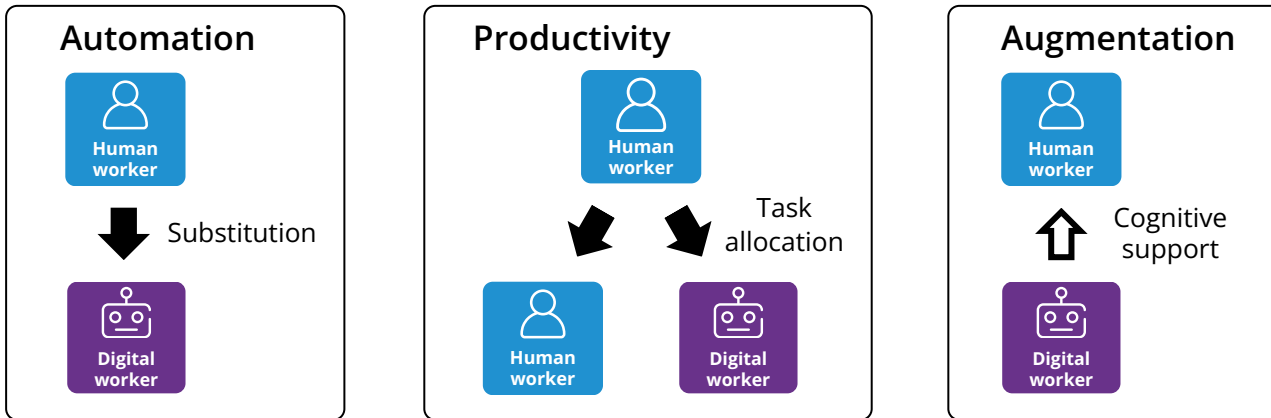 Automation
Human
worker
Substitution
Digital
worker
Productivity
Human
worker
Task
allocation
Human
worker
Digital
worker
Augmentation
Human
worker
Cognitive
support
Digital
worker